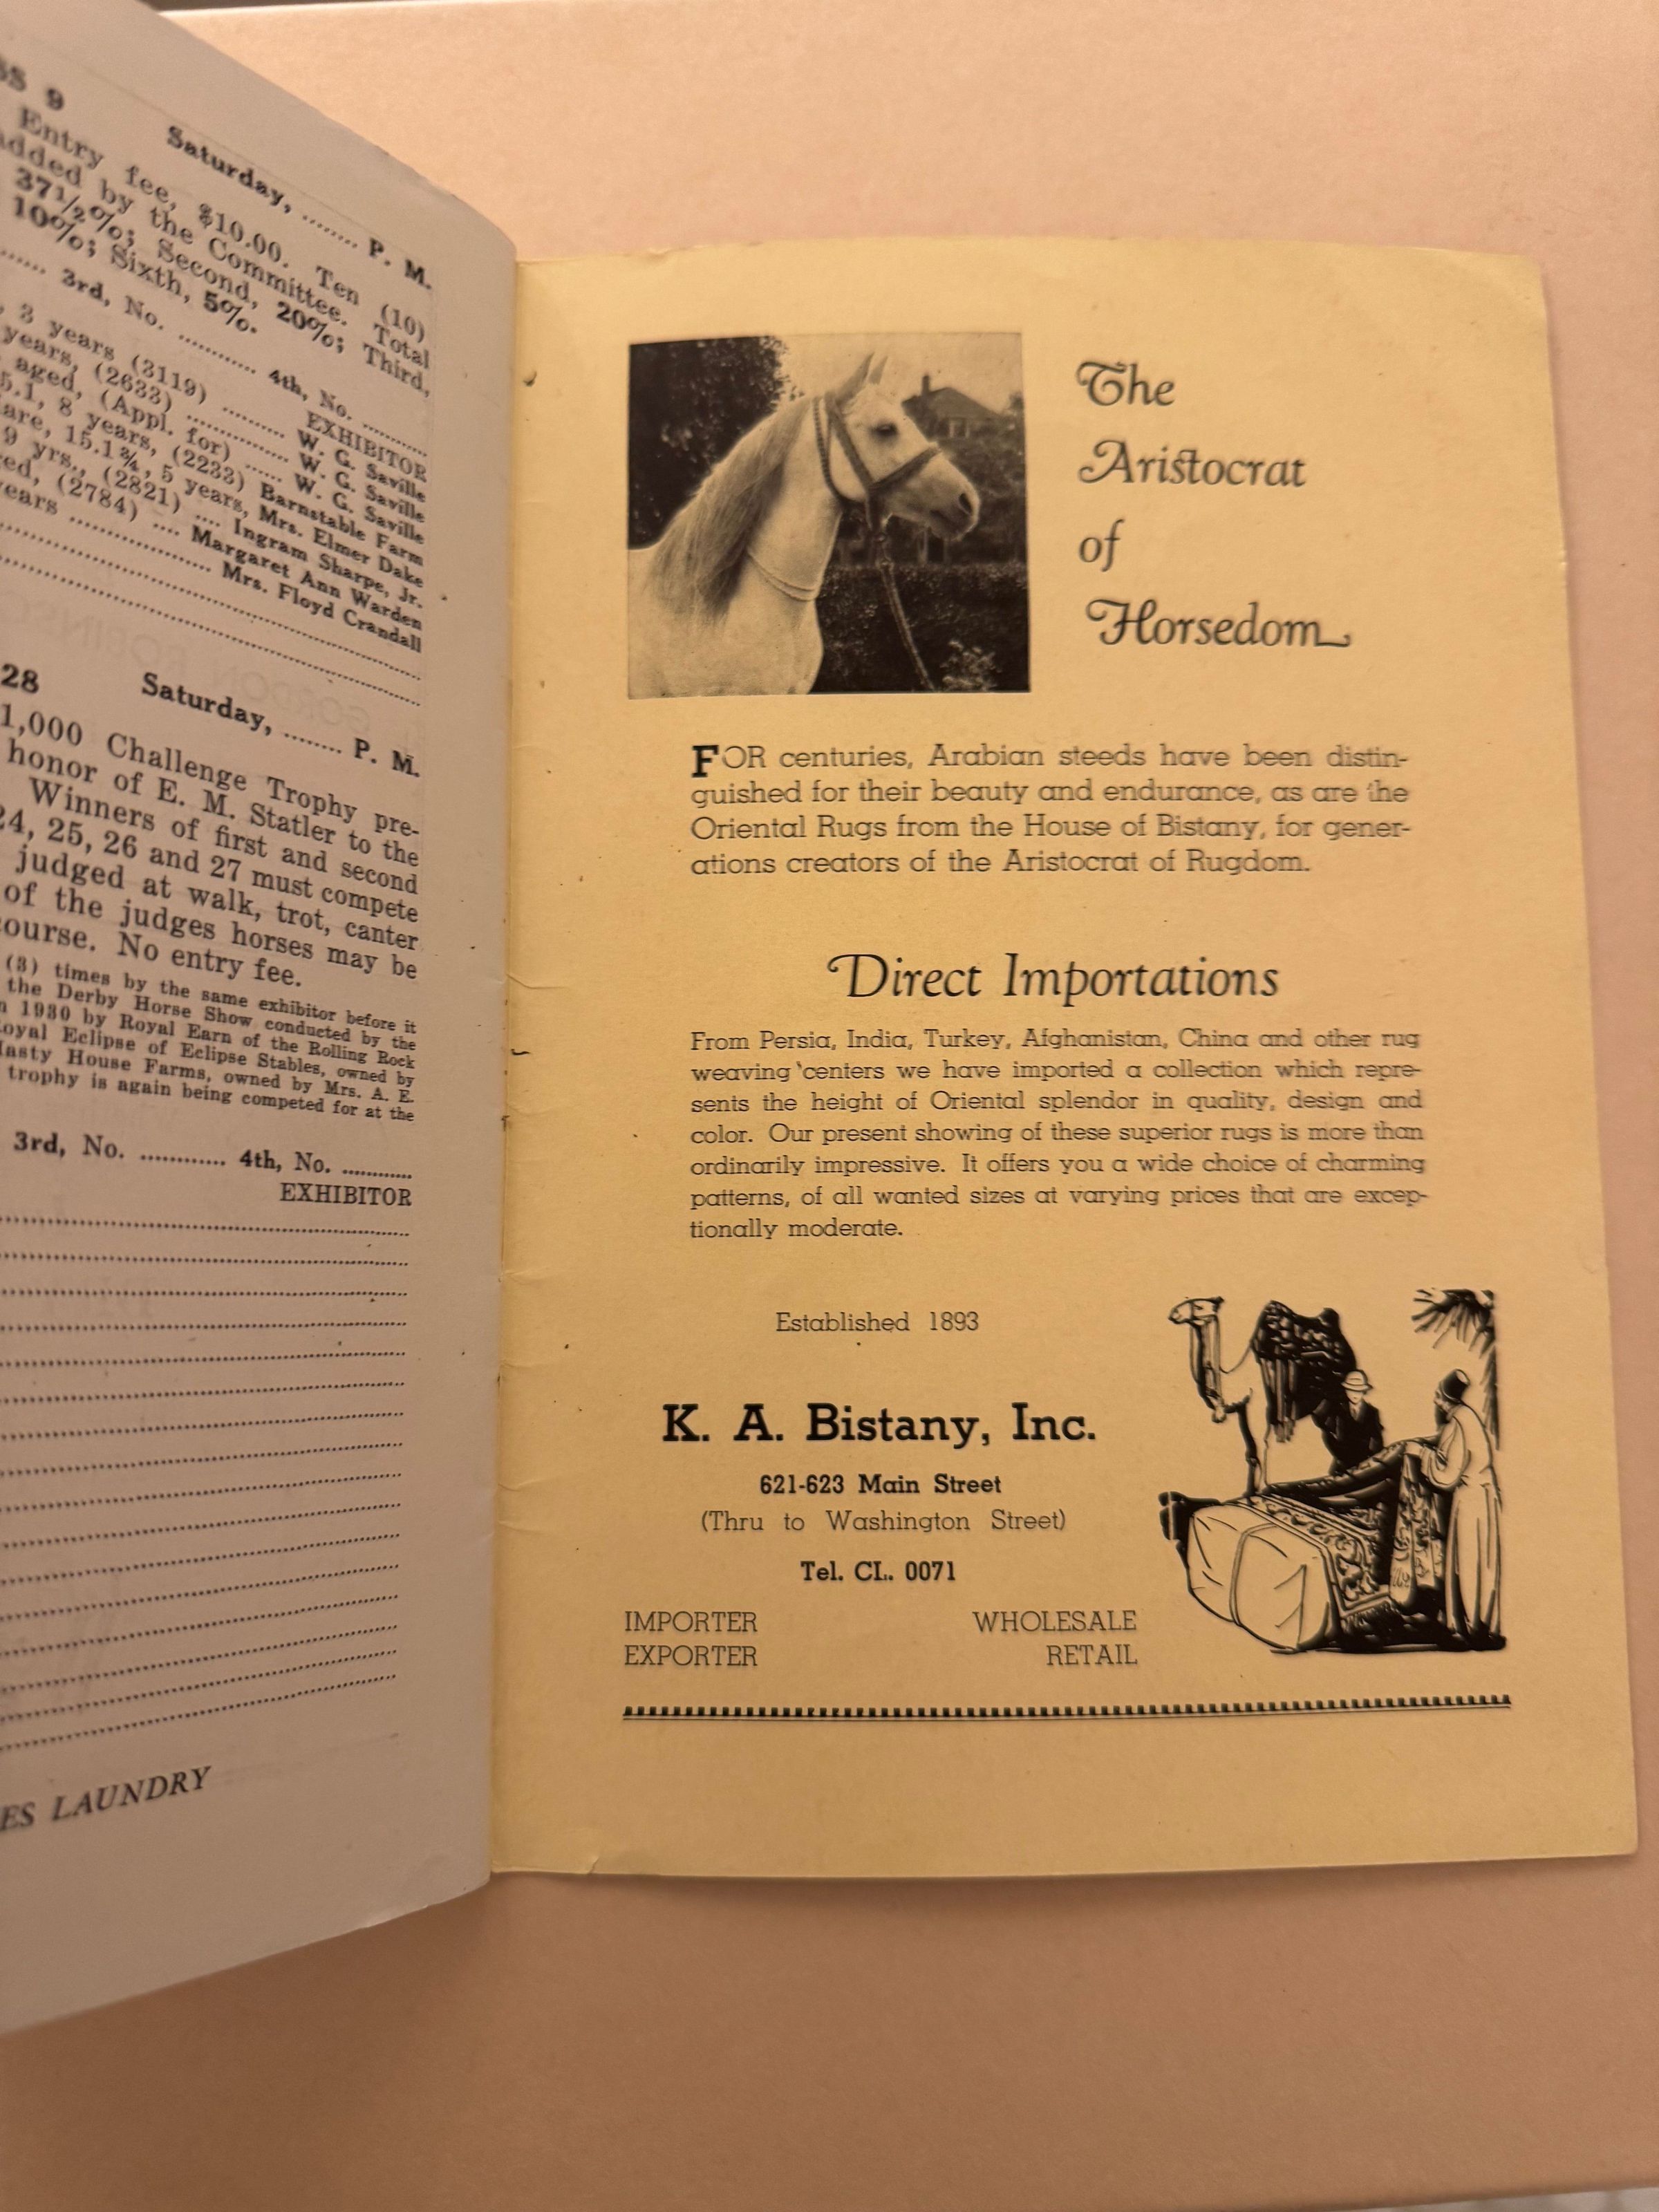 SS 9 Saturday, ........ P. M.
Entry fee, $10.00. Ten (10)
added by the Committee. Total
37½%; Second, 20%; Third,
10%; Sixth, 5%.
3rd, No. ............ 4th, No. ............
EXHIBITOR
3 years (3119) ............ W. G. Saville
years, (2633) ............ W. G. Saville
aged, (Appl. for) ..... W. G. Saville
5.1, 8 years, (2233) Barnstable Farm
are, 15.1¾, 5 years, Mrs. Elmer Dake
9 yrs., (2821) .... Ingram Sharpe, Jr.
ed, (2784) .... Margaret Ann Warden
years ...................... Mrs. Floyd Crandall
28 Saturday, ........ P. M.
1,000 Challenge Trophy pre-
honor of E. M. Statler to the
Winners of first and second
24, 25, 26 and 27 must compete
judged at walk, trot, canter
of the judges horses may be
course. No entry fee.
(3) times by the same exhibitor before it
the Derby Horse Show conducted by the
n 1930 by Royal Earn of the Rolling Rock
Royal Eclipse of Eclipse Stables, owned by
Hasty House Farms, owned by Mrs. A. E.
trophy is again being competed for at the
3rd, No. ............ 4th, No. ............
EXHIBITOR
ES LAUNDRY
The
Aristocrat
of
Horsedom
FOR centuries, Arabian steeds have been distin-
guished for their beauty and endurance, as are the
Oriental Rugs from the House of Bistany, for gener-
ations creators of the Aristocrat of Rugdom.
Direct Importations
From Persia, India, Turkey, Afghanistan, China and other rug
weaving centers we have imported a collection which repre-
sents the height of Oriental splendor in quality, design and
color. Our present showing of these superior rugs is more than
ordinarily impressive. It offers you a wide choice of charming
patterns, of all wanted sizes at varying prices that are excep-
tionally moderate.
Established 1893
K. A. Bistany, Inc.
621-623 Main Street
(Thru to Washington Street)
Tel. CL. 0071
IMPORTER WHOLESALE
EXPORTER RETAIL